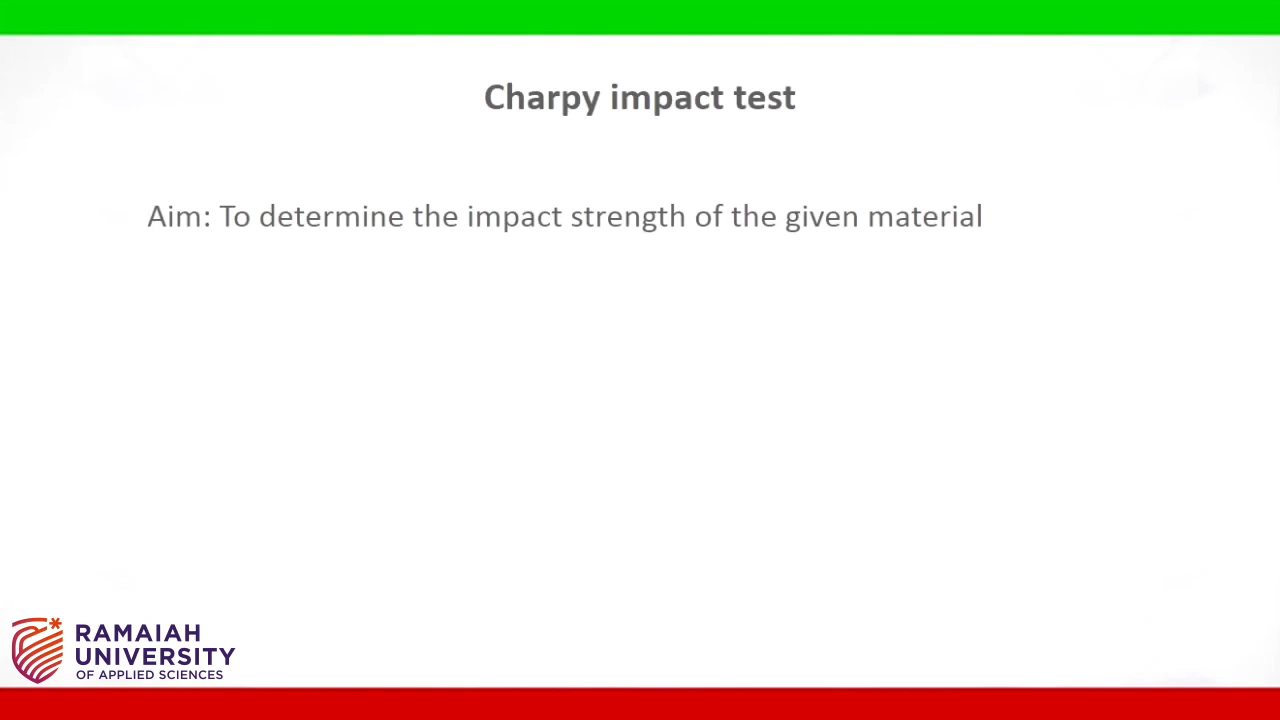 Charpy impact test
Aim: To determine the impact strength of the given material
RAMAIAH
UNIVERSITY
OF APPLIED SCIENCES